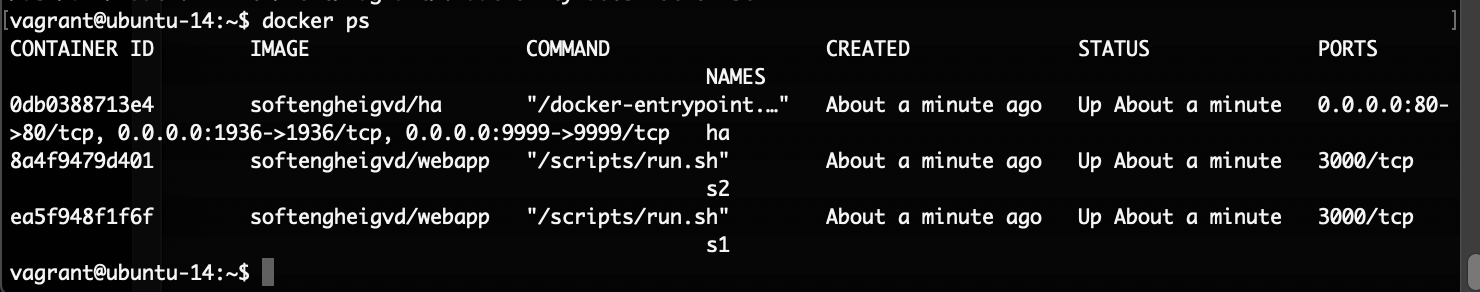 [vagrant@ubuntu-14:~$ docker ps ]
CONTAINER ID IMAGE COMMAND CREATED STATUS PORTS
NAMES
0db0388713e4 softengheigvd/ha "/docker-entrypoint.…" About a minute ago Up About a minute 0.0.0.0:80-
>80/tcp, 0.0.0.0:1936->1936/tcp, 0.0.0.0:9999->9999/tcp ha
8a4f9479d401 softengheigvd/webapp "/scripts/run.sh" About a minute ago Up About a minute 3000/tcp
s2
ea5f948f1f6f softengheigvd/webapp "/scripts/run.sh" About a minute ago Up About a minute 3000/tcp
s1
vagrant@ubuntu-14:~$